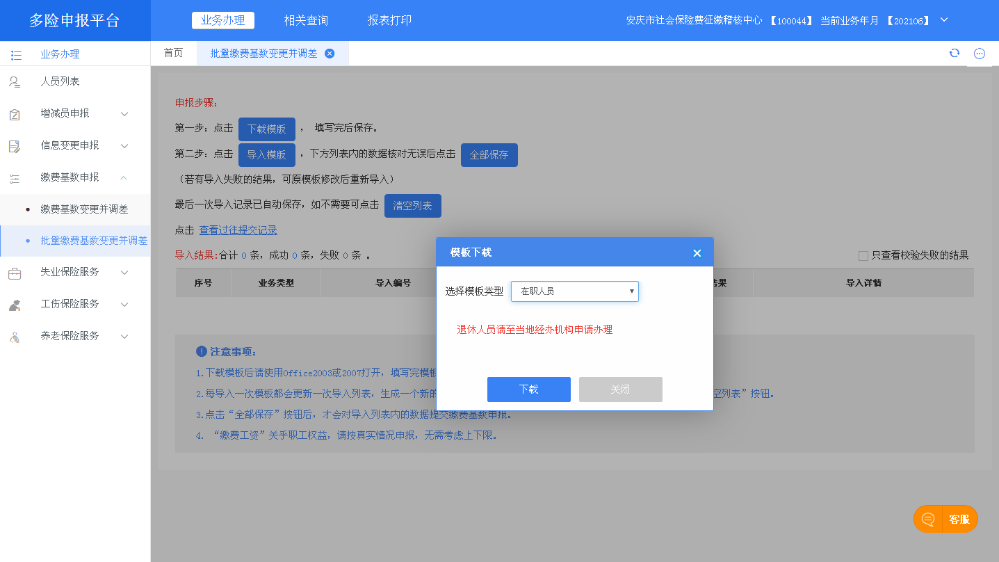 多险申报平台
业务办理 相关查询 报表打印 安庆市社会保险费征缴稽核中心 【100044】 当前业务年月 【202106】
业务办理
人员列表
增减员申报
信息变更申报
缴费基数申报
缴费基数变更并调差
批量缴费基数变更并调差
失业保险服务
工伤保险服务
养老保险服务
首页 批量缴费基数变更并调差
申报步骤：
第一步：点击 下载模版 ， 填写完后保存。
第二步：点击 导入模版 ，下方列表内的数据核对无误后点击 全部保存
（若有导入失败的结果，可原模板修改后重新导入）
最后一次导入记录已自动保存，如不需要可点击 清空列表
点击 查看过往提交记录
导入结果:合计 0 条，成功 0 条，失败 0 条 。 只查看校验失败的结果
序号 业务类型 导入编号 结果 导入详情
注意事项：
1.下载模板后请使用Office2003或2007打开，填写完模板
2.每导入一次模板都会更新一次导入列表，生成一个新的 空列表”按钮。
3.点击“全部保存”按钮后，才会对导入列表内的数据提交缴费基数申报。
4. “缴费工资”关乎职工权益，请按真实情况申报，无需考虑上下限。
模板下载
选择模板类型 在职人员
退休人员请至当地经办机构申请办理
下载 关闭
客服